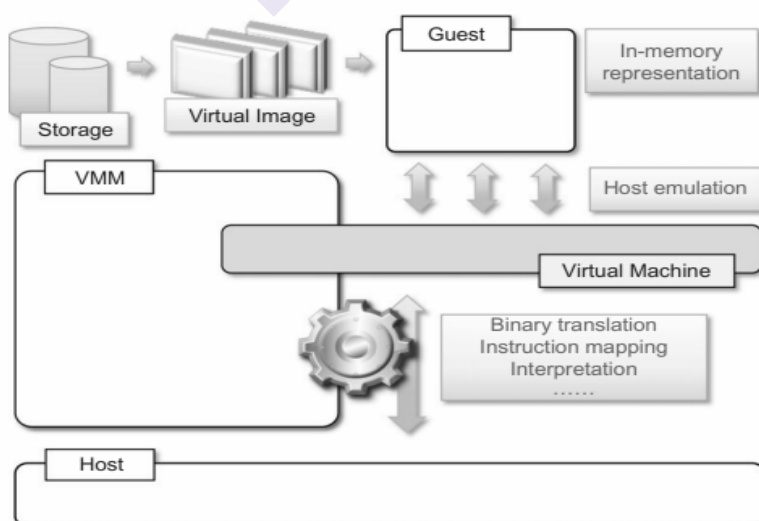 Guest
In-memory
representation
Storage
Virtual Image
VMM
Host emulation
Virtual Machine
Binary translation
Instruction mapping
Interpretation
......
Host